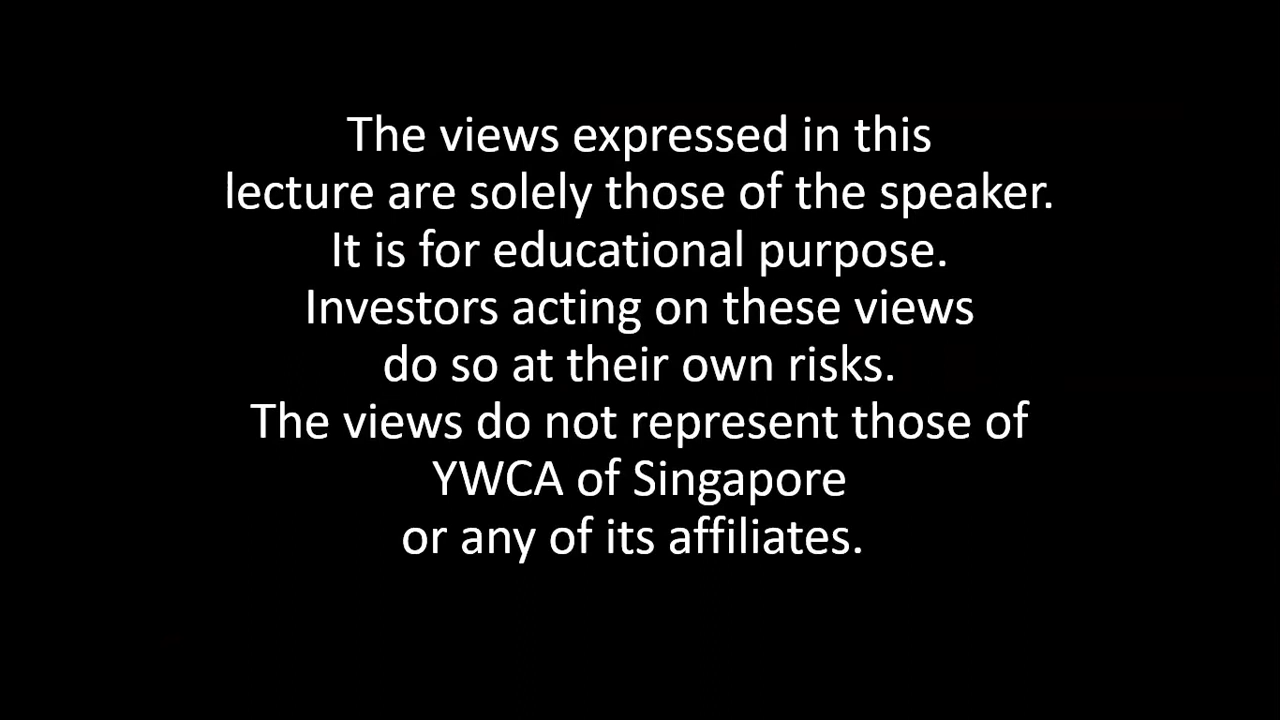 The views expressed in this
lecture are solely those of the speaker.
It is for educational purpose.
Investors acting on these views
do so at their own risks.
The views do not represent those of
YWCA of Singapore
or any of its affiliates.